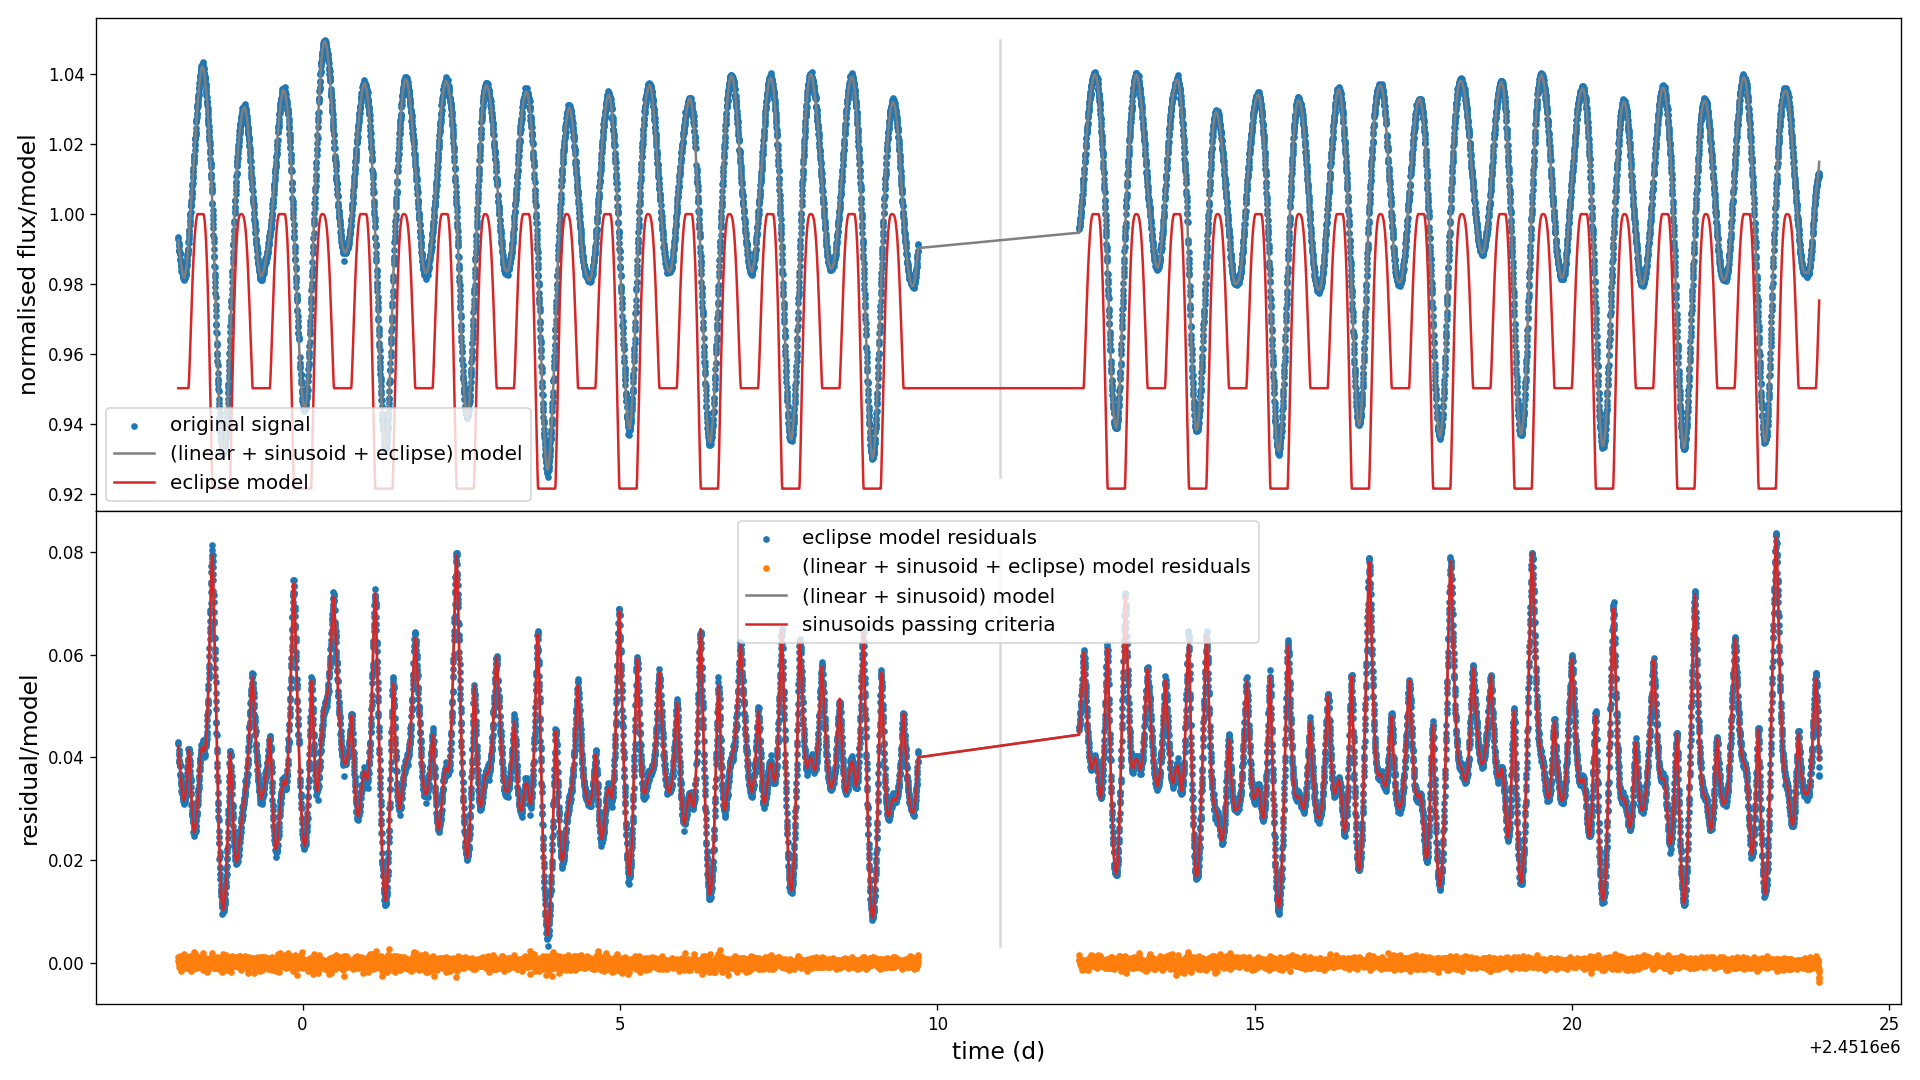 normalised flux/model
1.04
1.02
1.00
0.98
0.96
0.94
0.92
original signal
(linear + sinusoid + eclipse) model
eclipse model
residual/model
0.08
0.06
0.04
0.02
0.00
eclipse model residuals
(linear + sinusoid + eclipse) model residuals
(linear + sinusoid) model
sinusoids passing criteria
0 5 10 15 20 25
time (d)
+2.4516e6